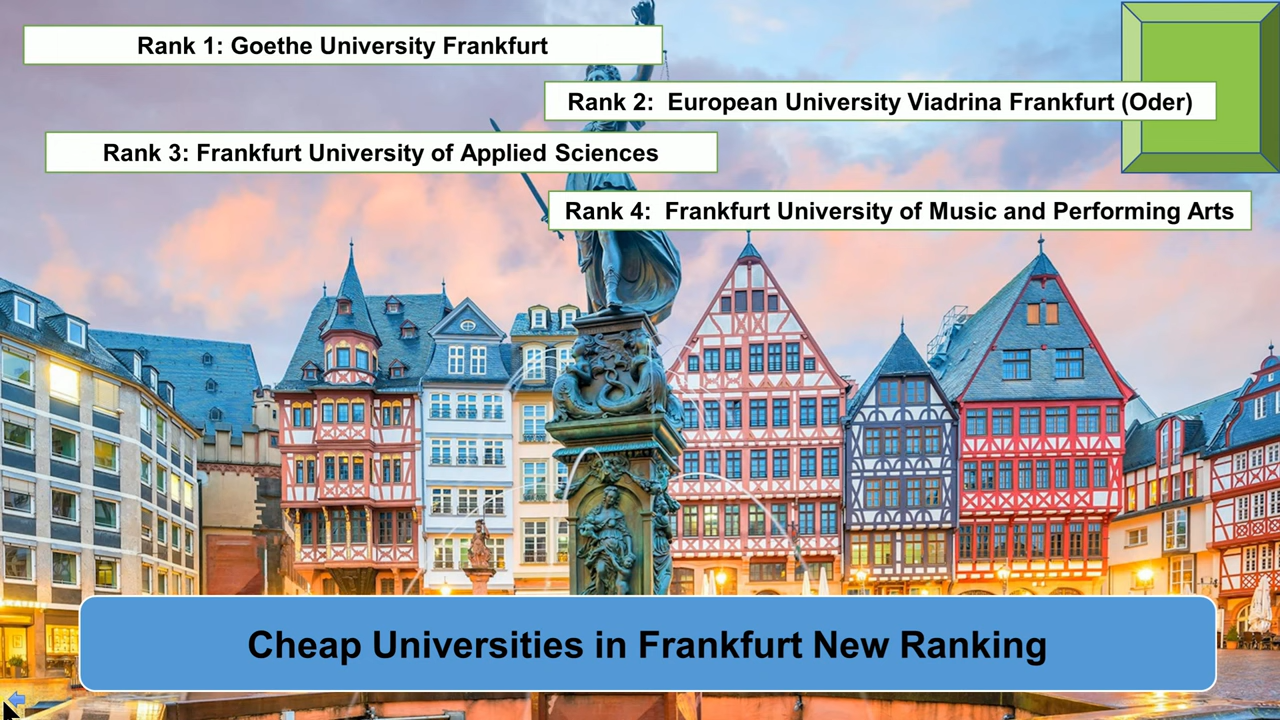 Rank 1: Goethe University Frankfurt
Rank 2:  European University Viadrina Frankfurt (Oder)
Rank 3: Frankfurt University of Applied Sciences
Rank 4:  Frankfurt University of Music and Performing Arts
Cheap Universities in Frankfurt New Ranking